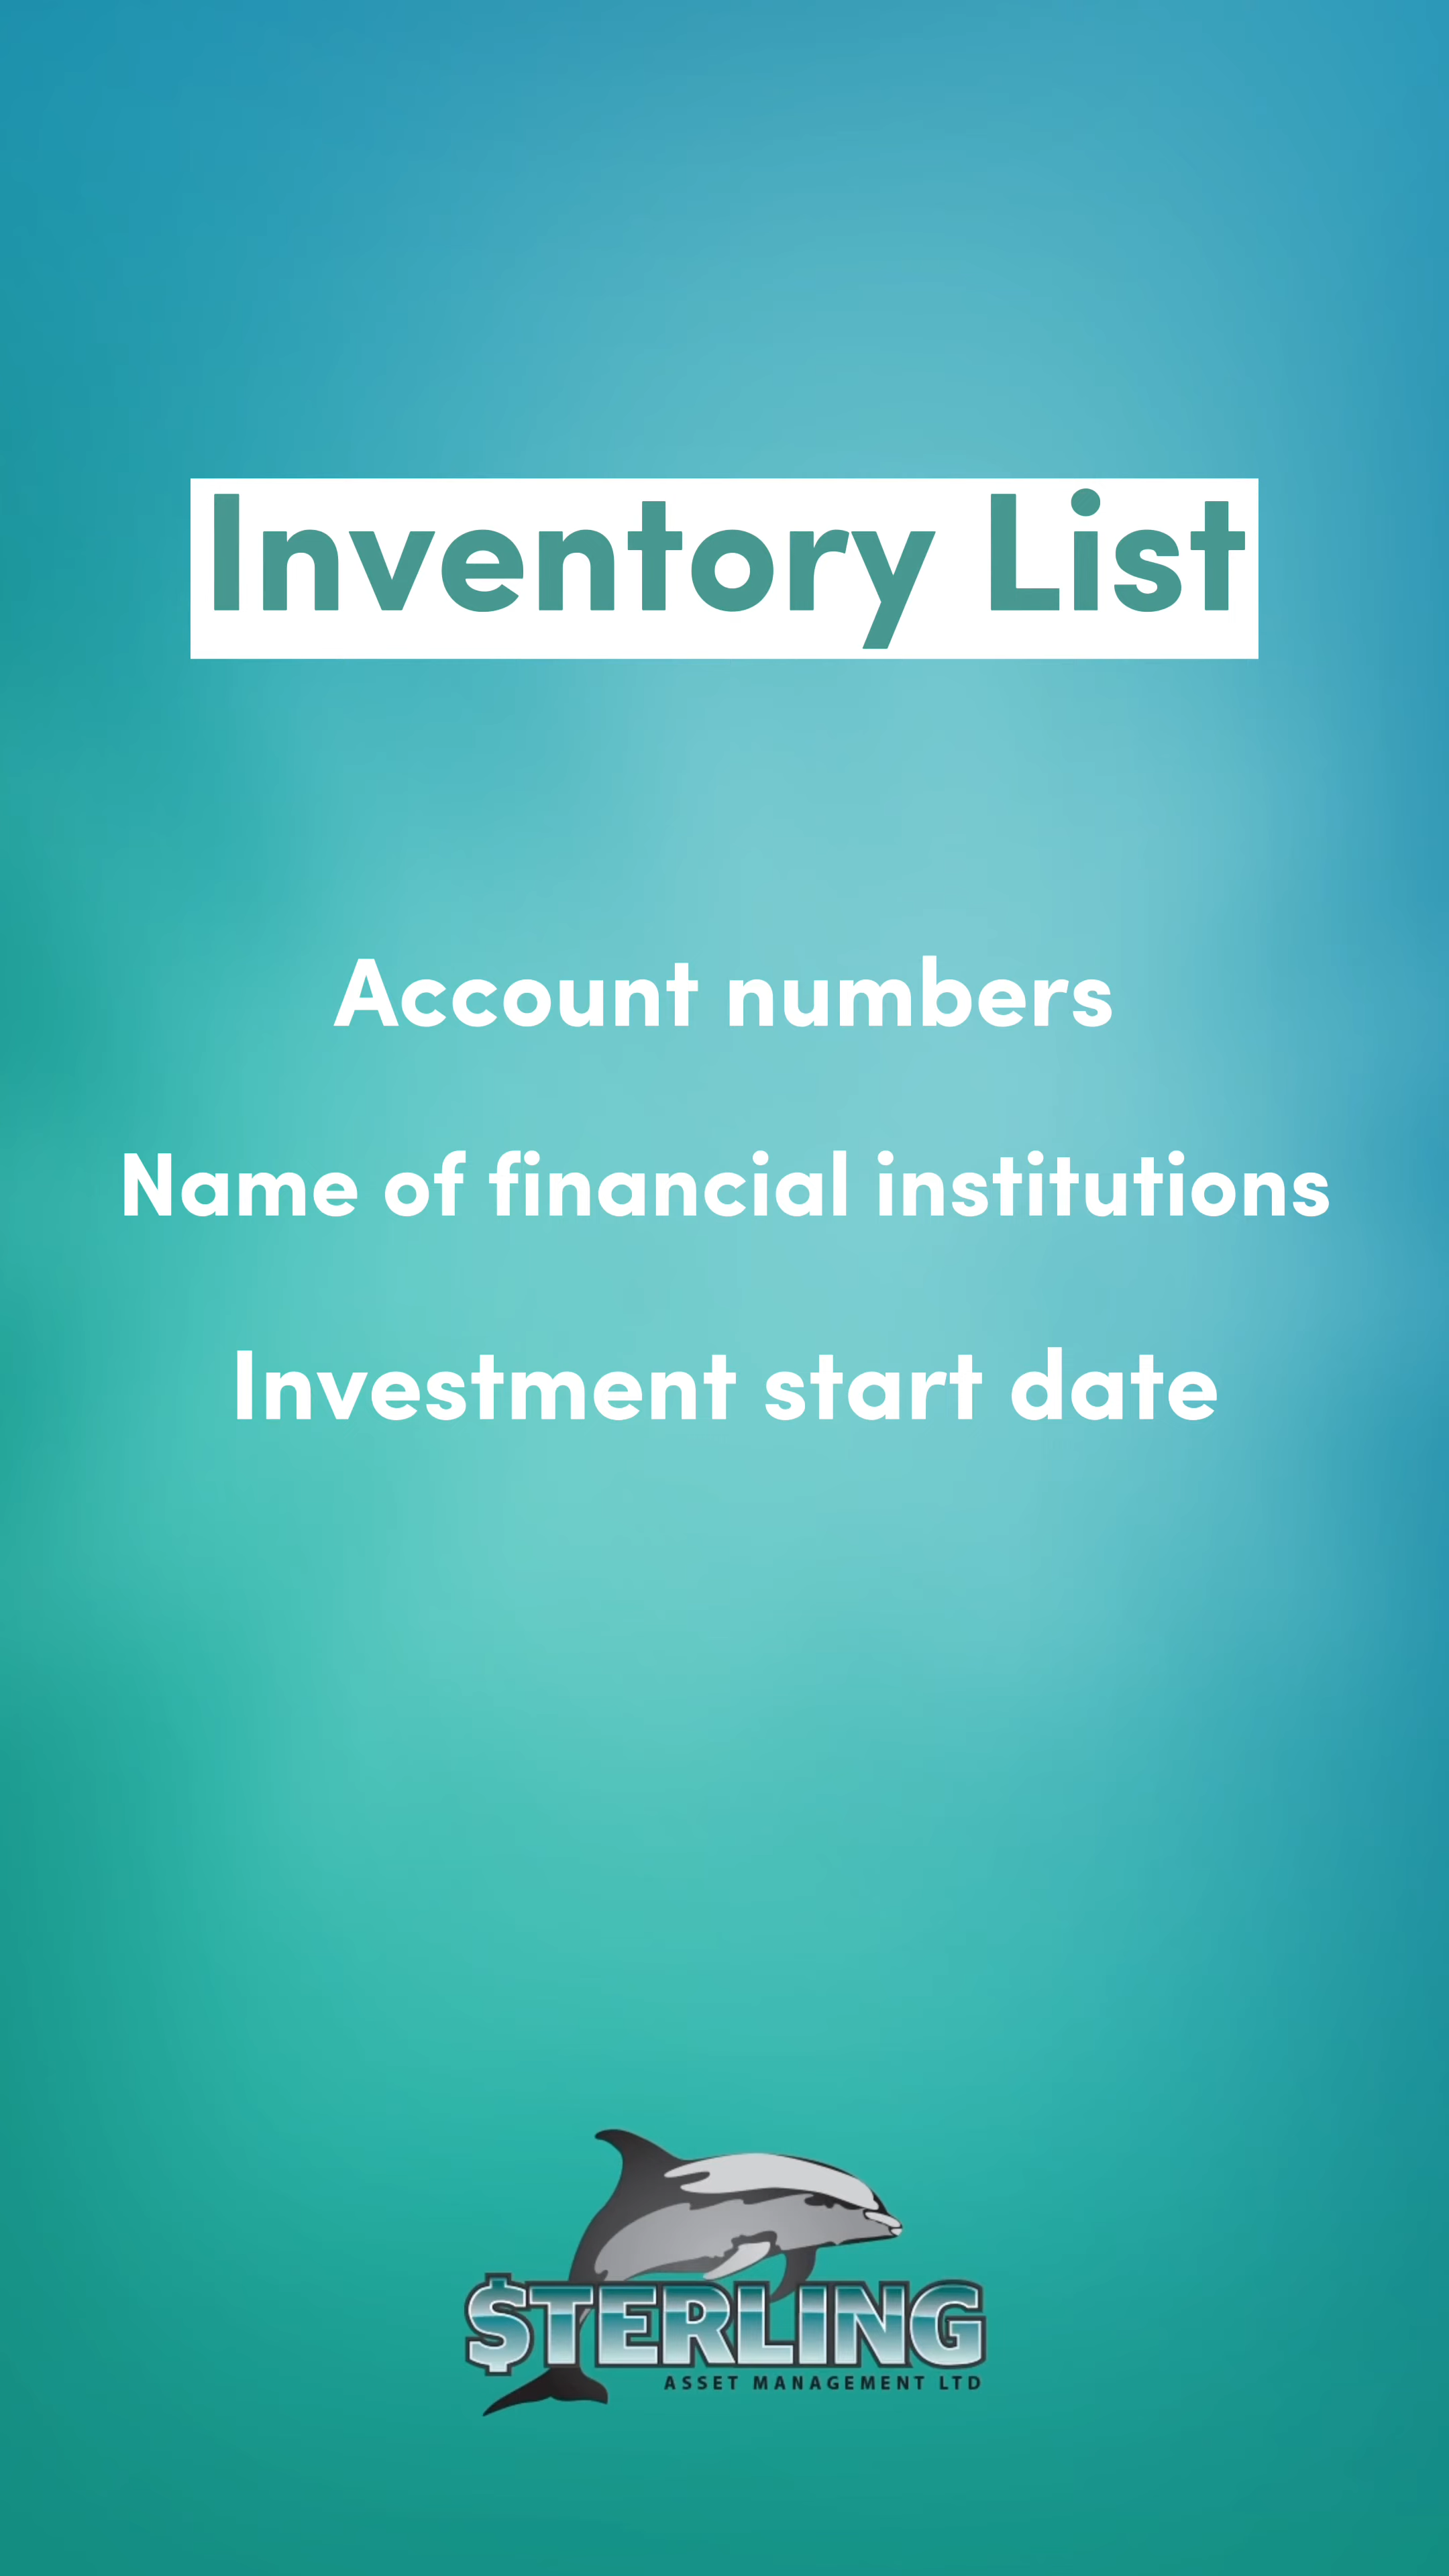 Inventory List
Account numbers
Name of financial institutions
Investment start date
$TERLING
ASSET MANAGEMENT LTD